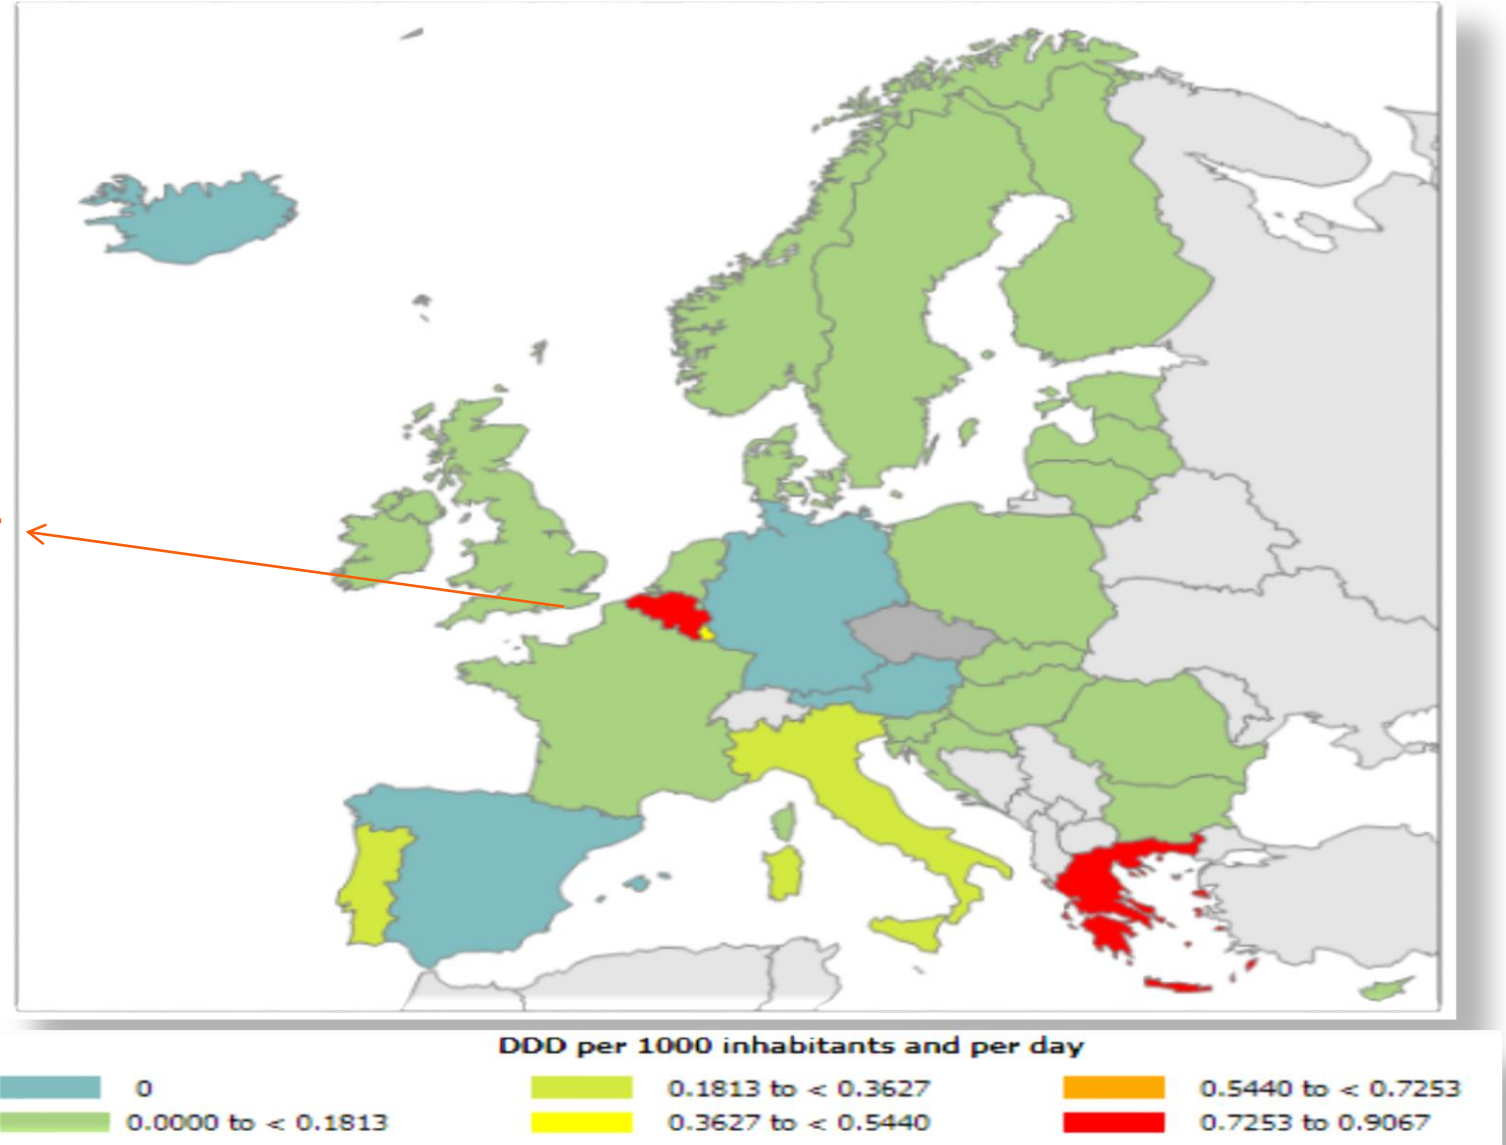 DDD per 1000 inhabitants and per day
0
0.1813 to < 0.3627
0.5440 to < 0.7253
0.0000 to < 0.1813
0.3627 to < 0.5440
0.7253 to 0.9067